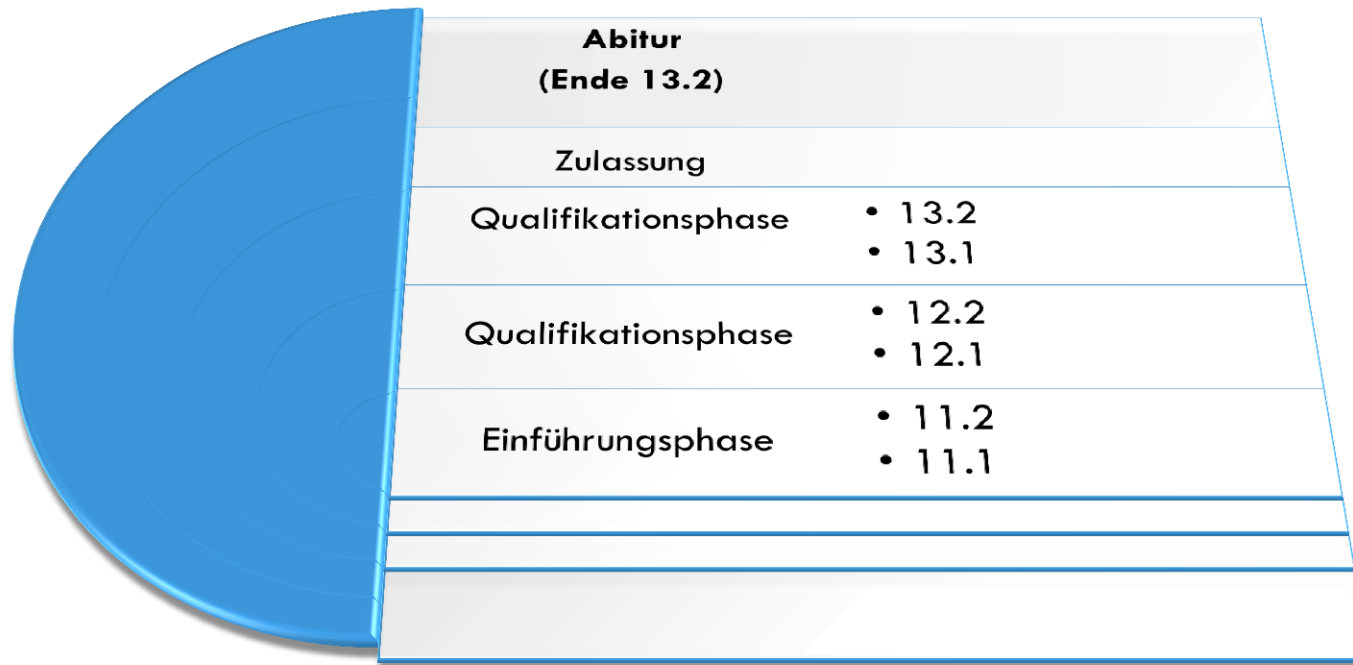 Abitur
(Ende 13.2)
Zulassung
Qualifikationsphase
• 13.2
• 13.1
Qualifikationsphase
• 12.2
• 12.1
Einführungsphase
• 11.2
• 11.1